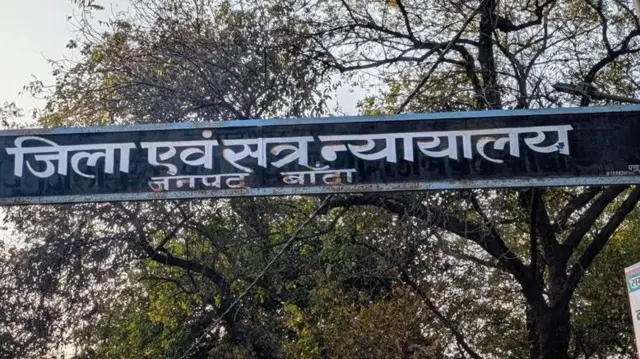 जिला एवं सत्र न्यायालय
जनपद बाँदा